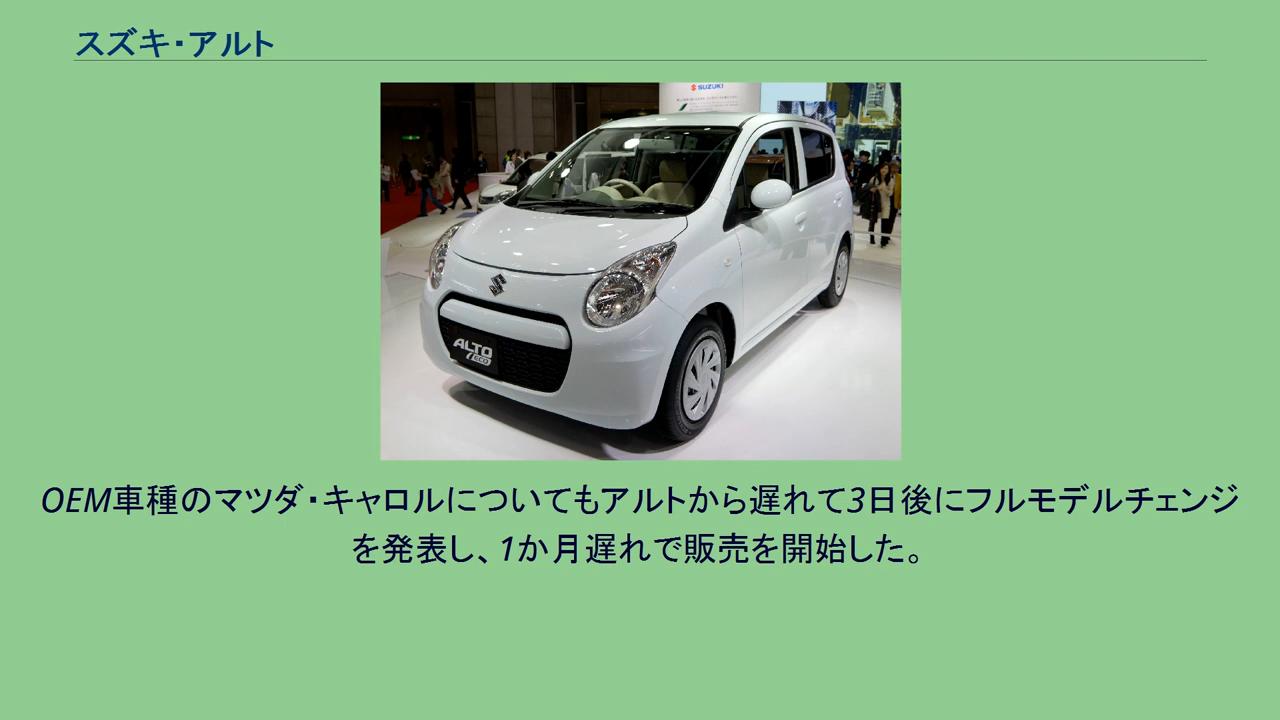 スズキ・アルト
SUZUKI
ALTO
ECO
OEM車種のマツダ・キャロルについてもアルトから遅れて3日後にフルモデルチェンジ
を発表し、1か月遅れで販売を開始した。